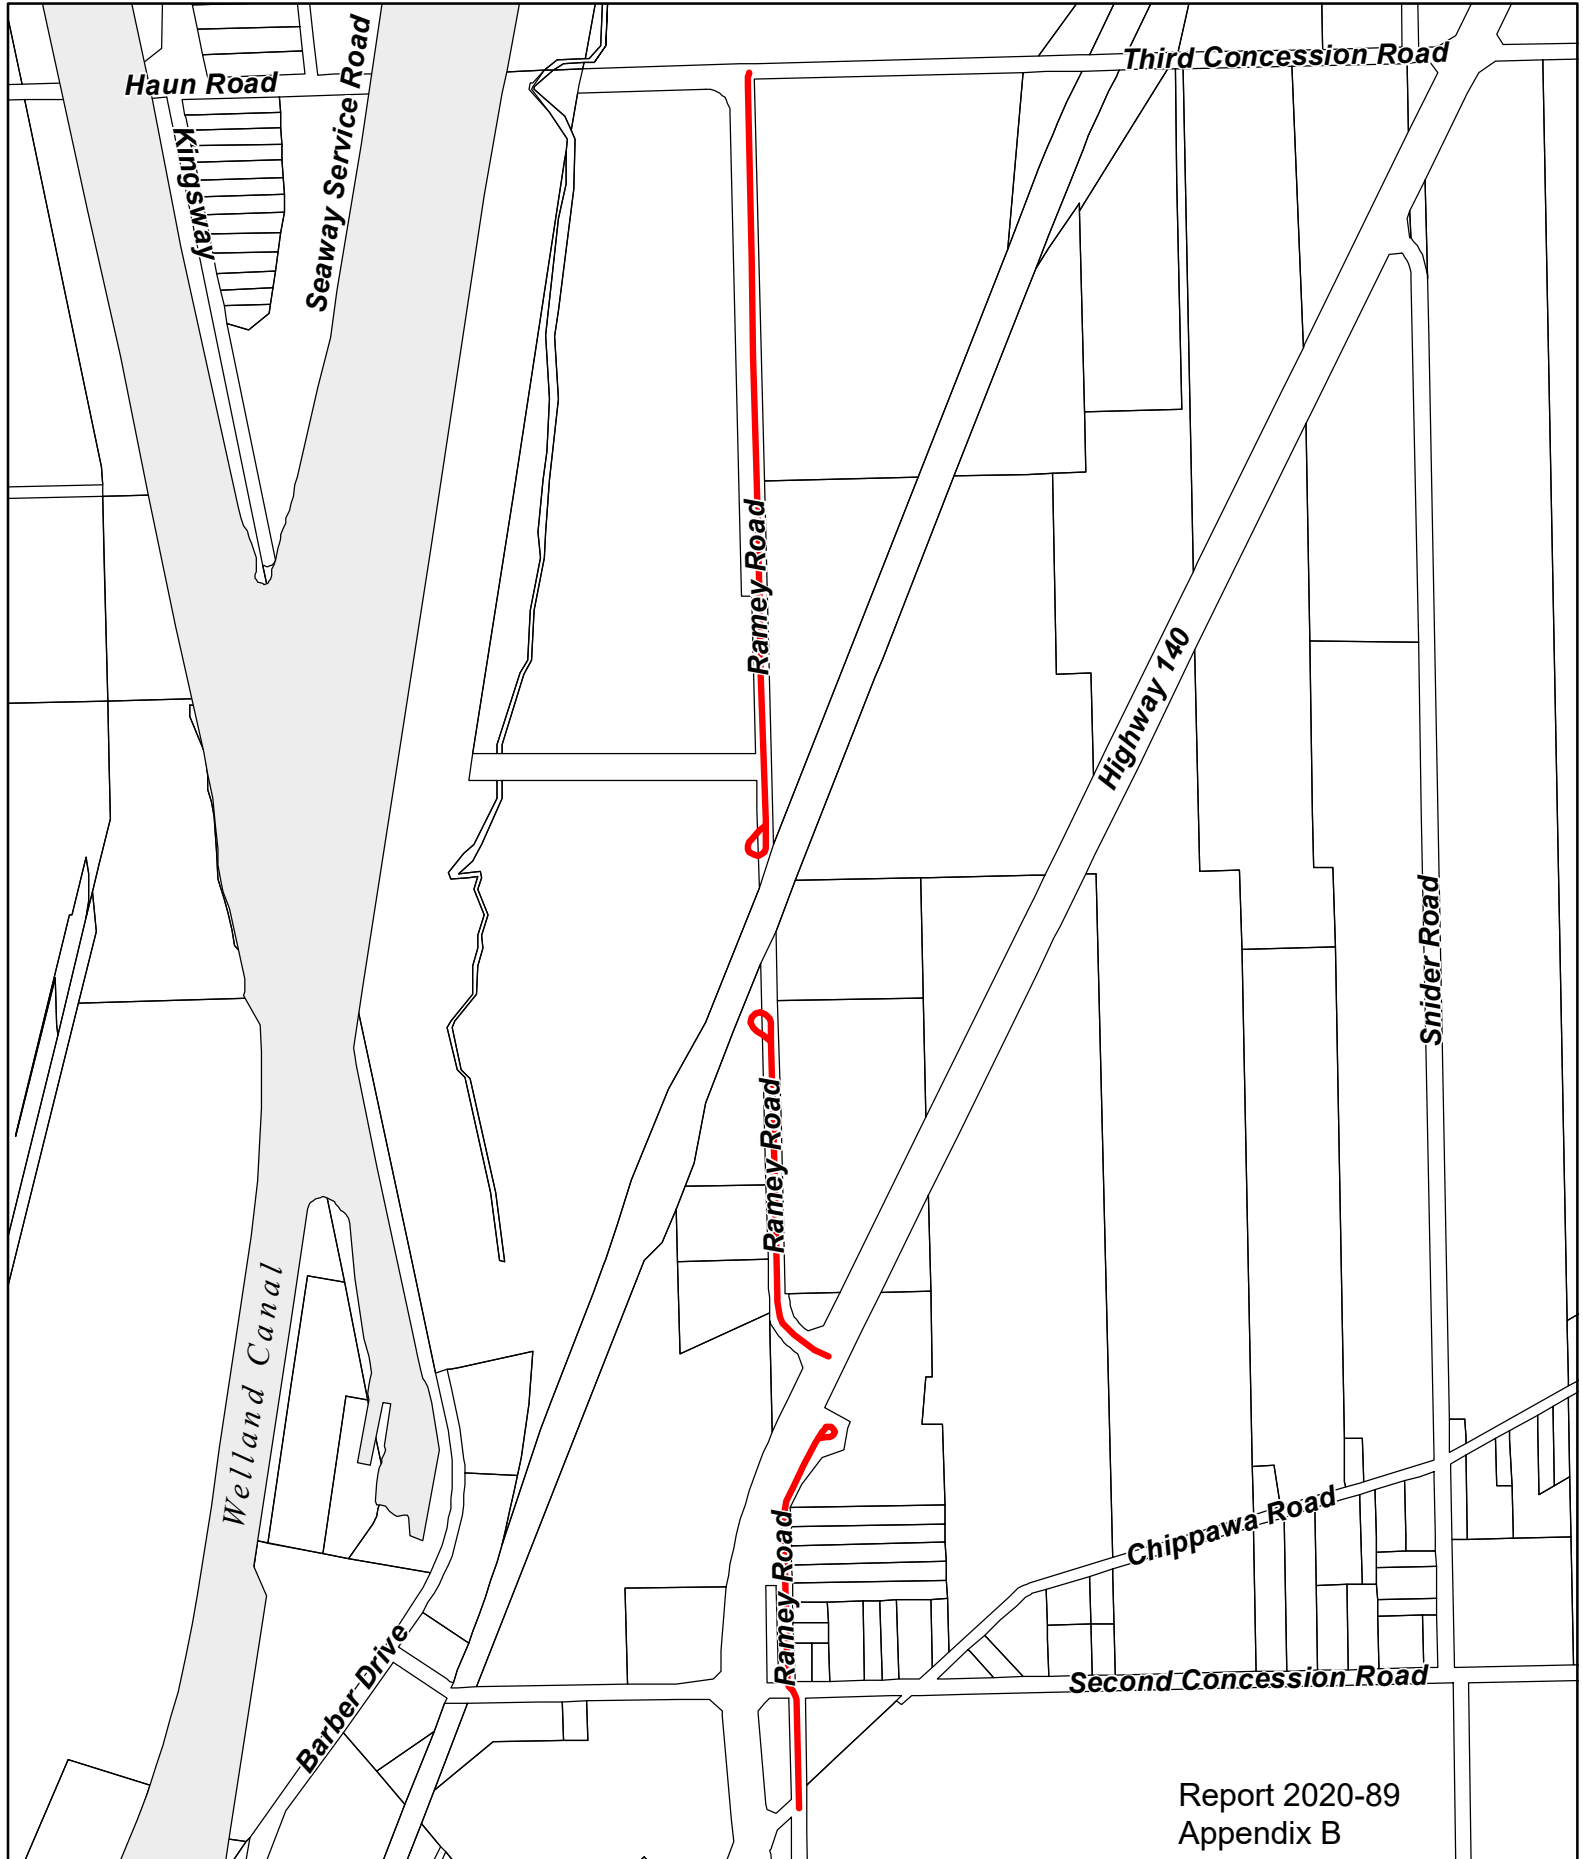 Third Concession Road
Haun Road
Kingsway
Seaway Service Road
Ramey Road
Highway 140
Snider Road
Ramey Road
Welland Canal
Chippawa Road
Ramey Road
Barber Drive
Second Concession Road
Report 2020-89
Appendix B